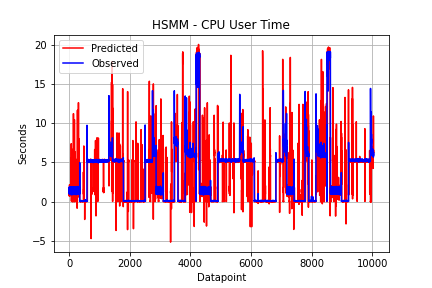 HSMM - CPU User Time
Predicted
Observed
20
15
10
5
0
−5
Seconds
0 2000 4000 6000 8000 10000
Datapoint